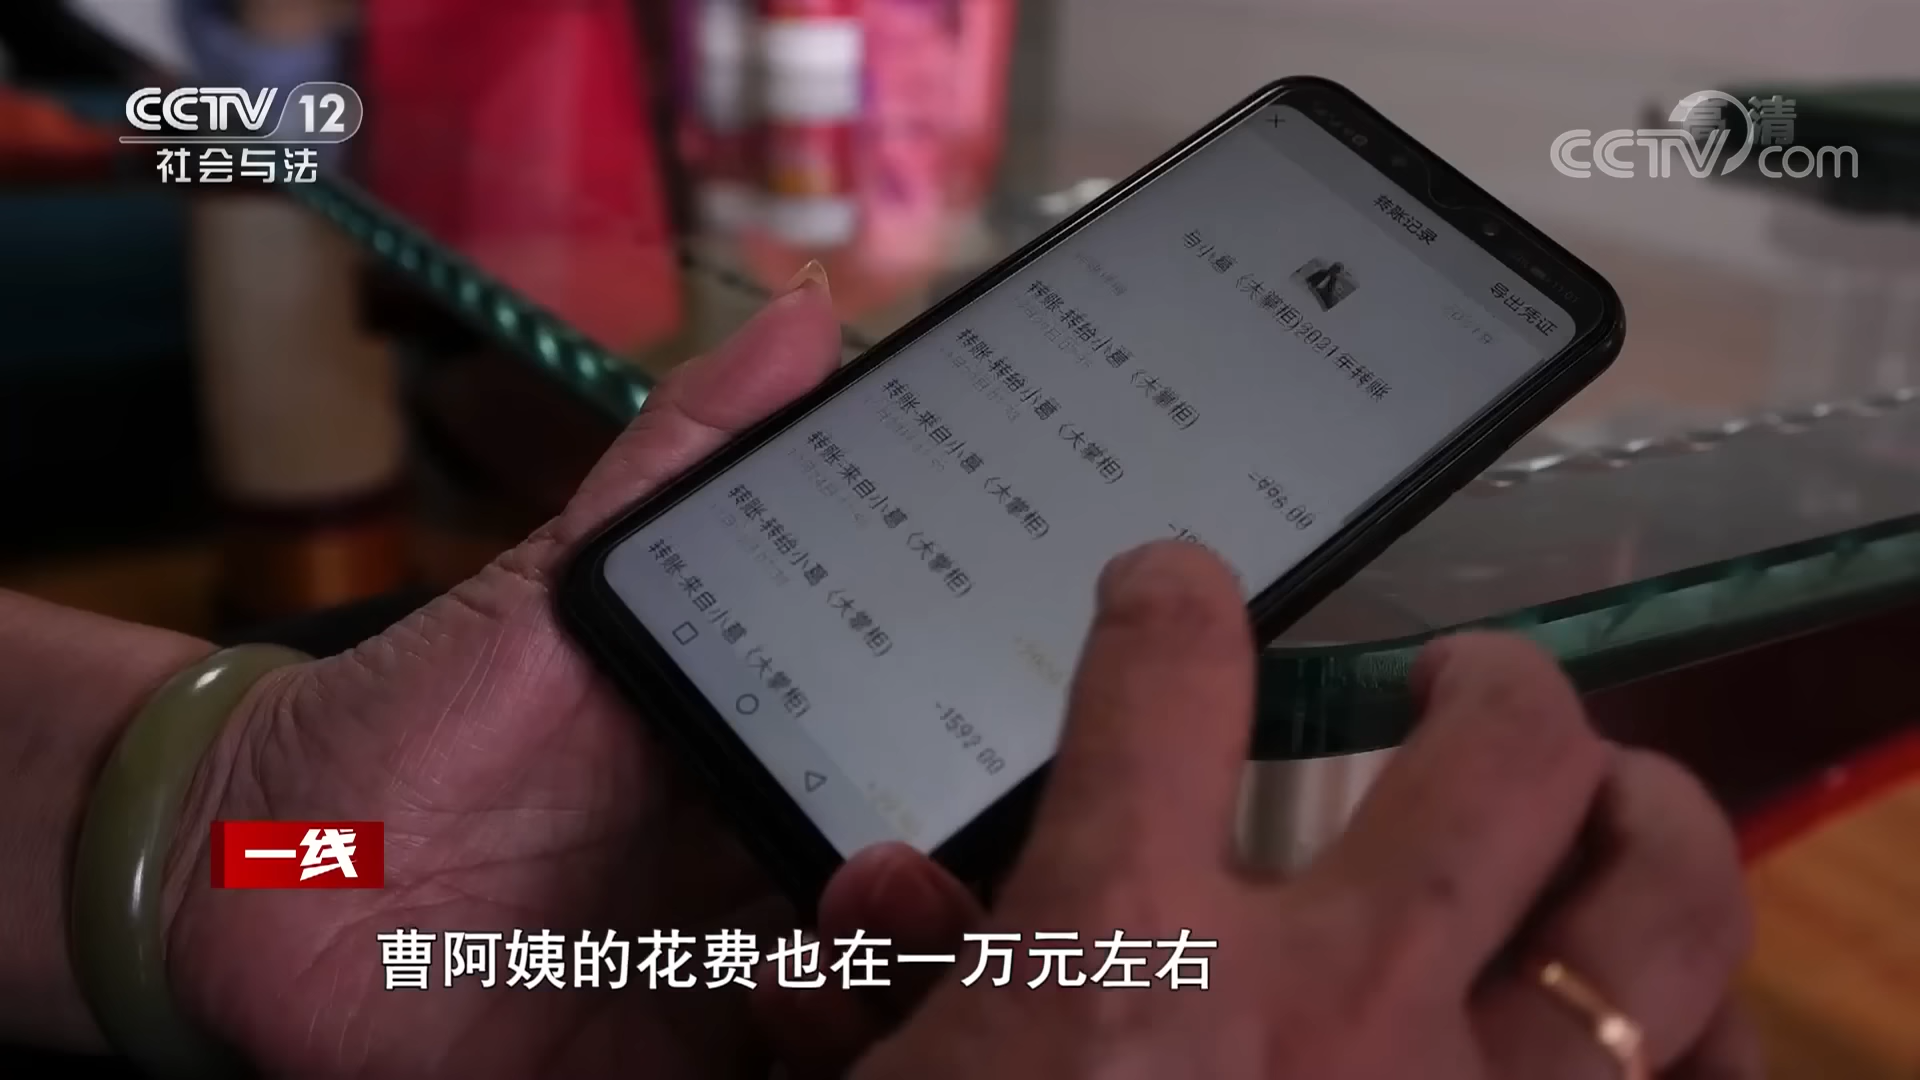 CCTV 12
社会与法
高清
CCTV com
转账记录
导出凭证
与小葛《大掌柜)2021年转账
转账-转给小葛《大掌柜)
-996.00
转账-转给小葛《大掌柜)
转账-来自小葛《大掌柜)
转账-来自小葛《大掌柜)
转账-转给小葛《大掌柜)
-1592.00
转账-来自小葛《大掌柜)
一线
曹阿姨的花费也在一万元左右